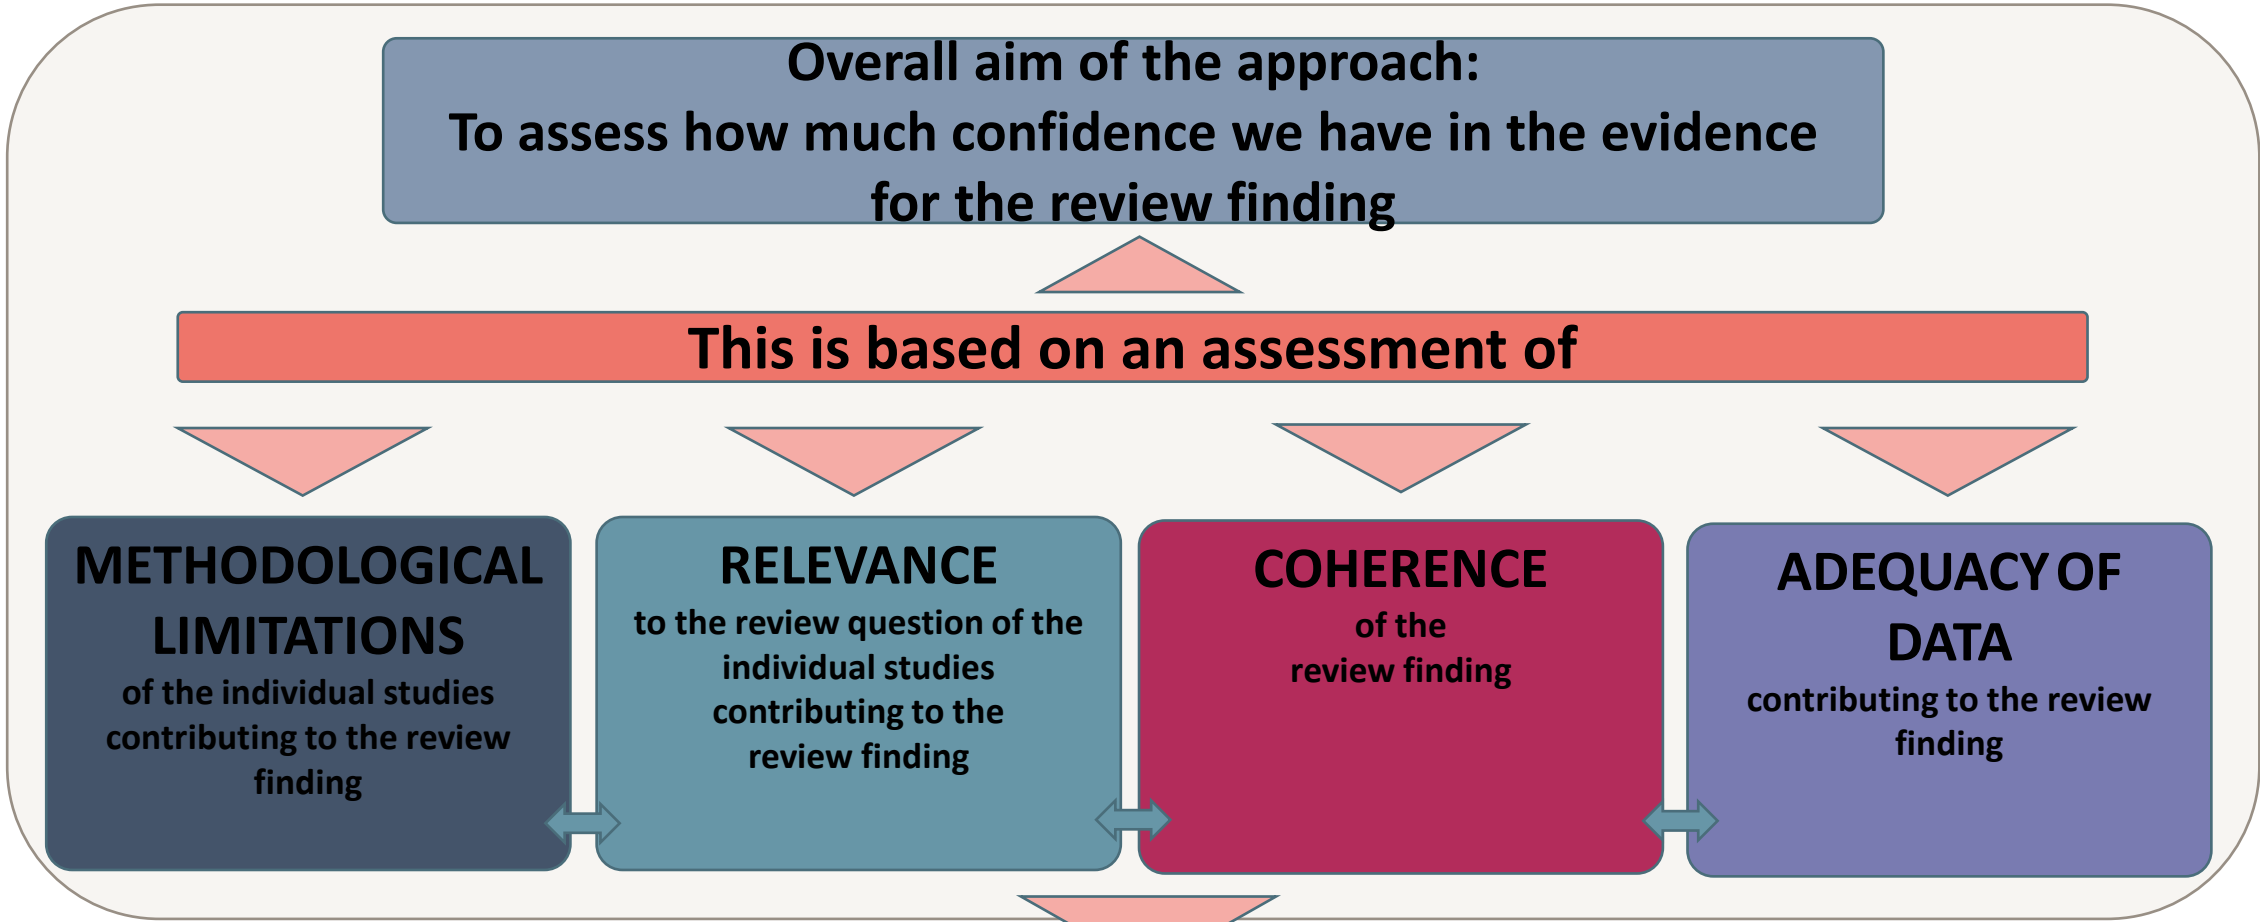 Overall aim of the approach:
To assess how much confidence we have in the evidence
for the review finding
This is based on an assessment of
METHODOLOGICAL
LIMITATIONS
of the individual studies
contributing to the review
finding
RELEVANCE
to the review question of the
individual studies
contributing to the
review finding
COHERENCE
of the
review finding
ADEQUACY OF
DATA
contributing to the review
finding